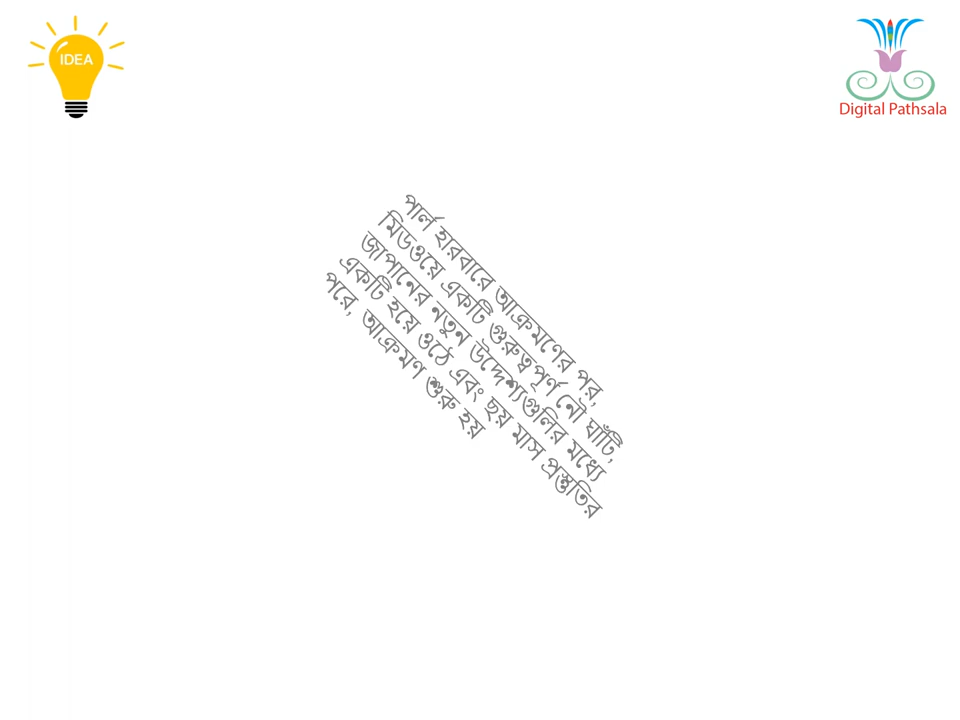 IDEA
Digital Pathsala
পার্ল হারবারে আক্রমণের পর,
মিডওয়ে একটি গুরুত্বপূর্ণ নৌ ঘাঁটি,
জাপানের নতুন উদ্দেশ্যগুলির মধ্যে
একটি হয়ে ওঠে এবং ছয় মাস প্রস্তুতির
পরে, আক্রমণ শুরু হয়